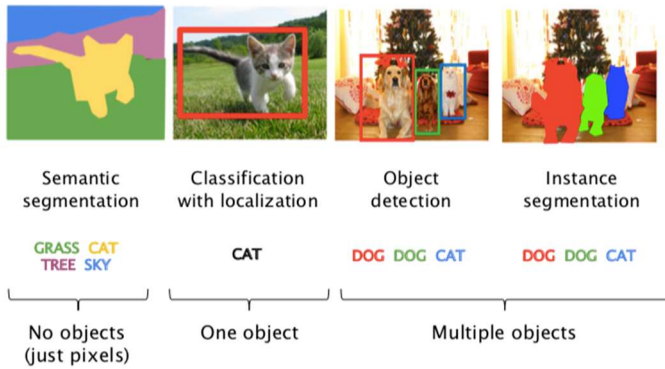 Semantic
segmentation
Classification
with localization
Object
detection
Instance
segmentation
GRASS CAT
TREE SKY
CAT
DOG DOG CAT
DOG DOG CAT
No objects
(just pixels)
One object
Multiple objects